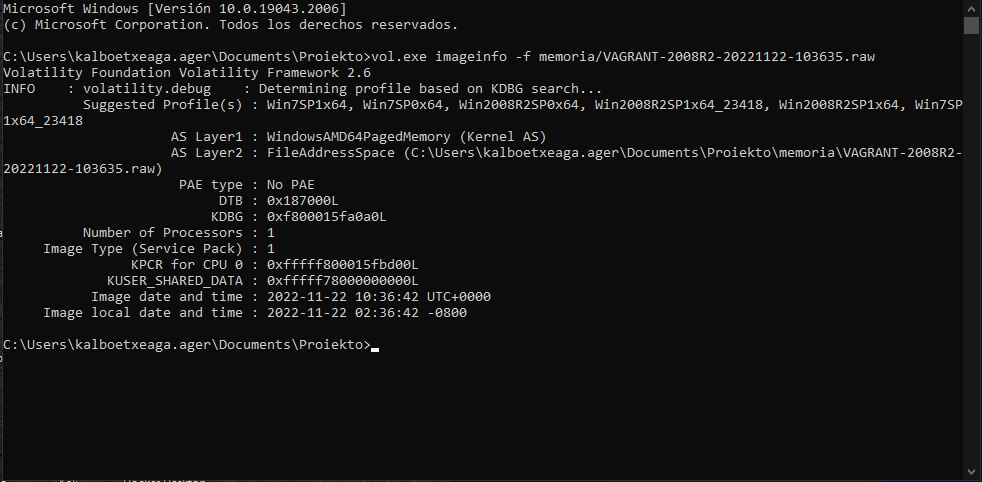 Microsoft Windows [Versión 10.0.19043.2006]
(c) Microsoft Corporation. Todos los derechos reservados.
C:\Users\kalboetxeaga.ager\Documents\Proiekto>vol.exe imageinfo -f memoria/VAGRANT-2008R2-20221122-103635.raw
Volatility Foundation Volatility Framework 2.6
INFO    : volatility.debug    : Determining profile based on KDBG search...
Suggested Profile(s) : Win7SP1x64, Win7SP0x64, Win2008R2SP0x64, Win2008R2SP1x64_23418, Win2008R2SP1x64, Win7SP
1x64_23418
AS Layer1 : WindowsAMD64PagedMemory (Kernel AS)
AS Layer2 : FileAddressSpace (C:\Users\kalboetxeaga.ager\Documents\Proiekto\memoria\VAGRANT-2008R2-
20221122-103635.raw)
PAE type : No PAE
DTB : 0x187000L
KDBG : 0xf800015fa0a0L
Number of Processors : 1
Image Type (Service Pack) : 1
KPCR for CPU 0 : 0xfffff800015fbd00L
KUSER_SHARED_DATA : 0xfffff78000000000L
Image date and time : 2022-11-22 10:36:42 UTC+0000
Image local date and time : 2022-11-22 02:36:42 -0800
C:\Users\kalboetxeaga.ager\Documents\Proiekto>